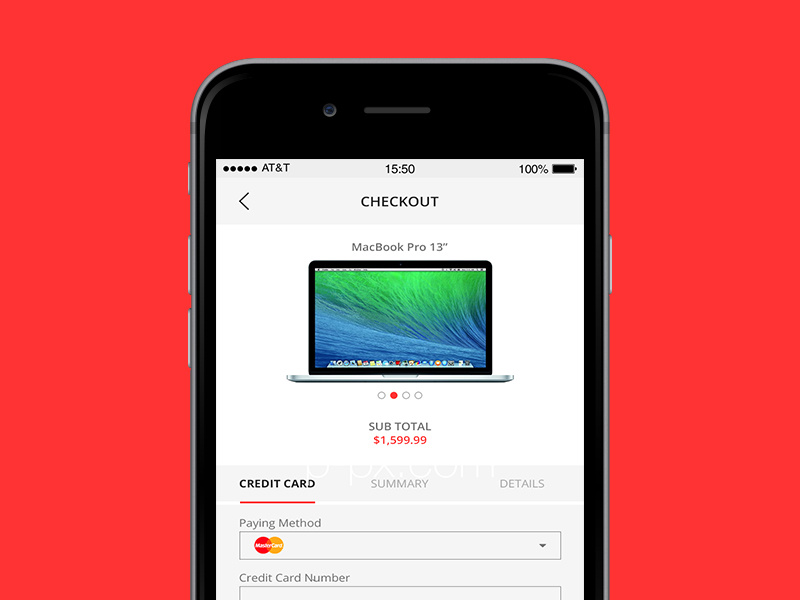 AT&T 15:50 100%
CHECKOUT
MacBook Pro 13”
SUB TOTAL
$1,599.99
CREDIT CARD SUMMARY DETAILS
Paying Method
MasterCard
Credit Card Number